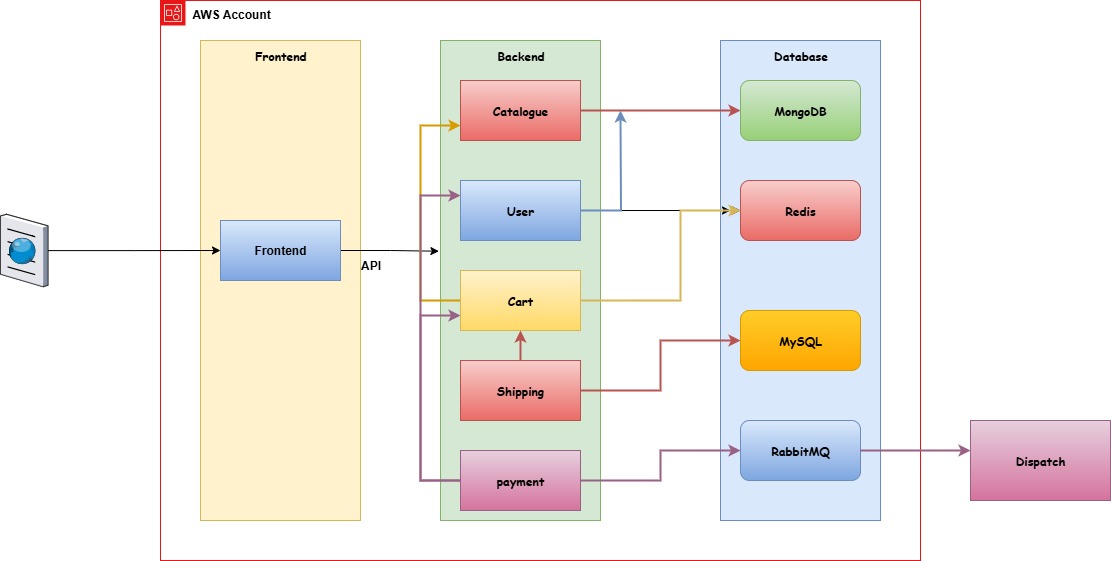 AWS Account
Frontend
Backend
Database
Catalogue
MongoDB
User
Redis
Frontend
API
Cart
MySQL
Shipping
RabbitMQ
Dispatch
payment